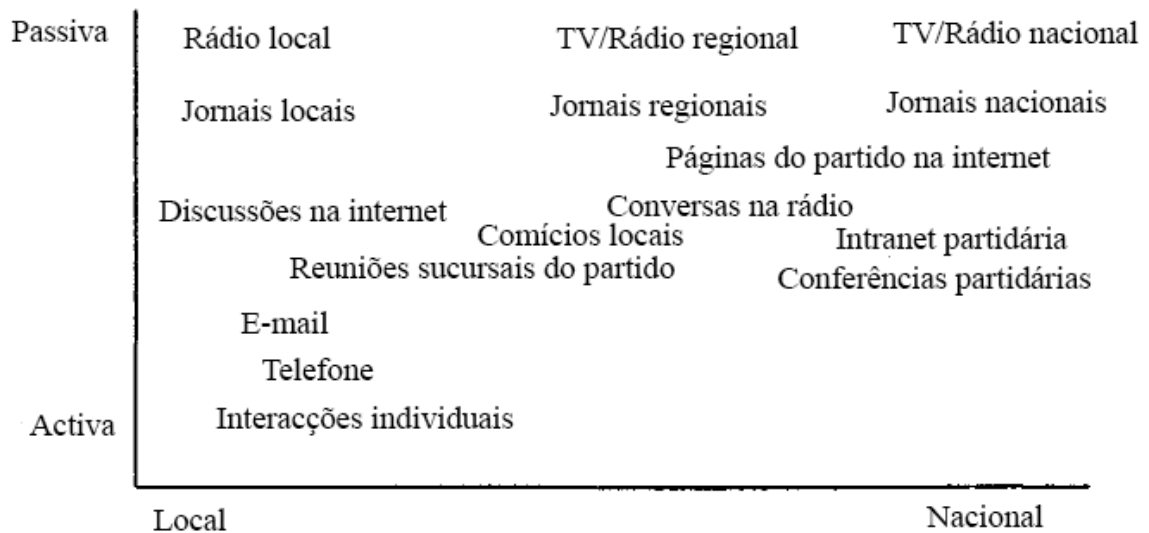 Passiva
Rádio local
TV/Rádio regional
TV/Rádio nacional
Jornais locais
Jornais regionais
Jornais nacionais
Páginas do partido na internet
Discussões na internet
Conversas na rádio
Comícios locais
Intranet partidária
Reuniões sucursais do partido
Conferências partidárias
E-mail
Telefone
Interacções individuais
Activa
Local
Nacional